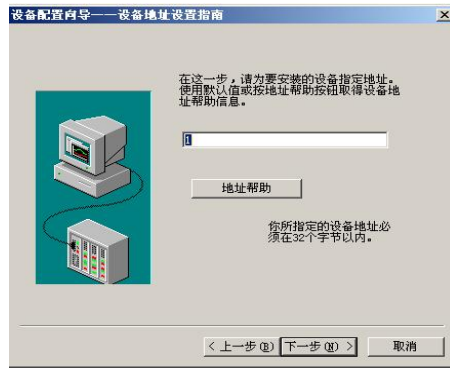 设备配置向导——设备地址设置指南
在这一步，请为要安装的设备指定地址。
使用默认值或按地址帮助按钮取得设备地
址帮助信息。
1
地址帮助
你所指定的设备地址必
须在32个字节以内。
< 上一步(B) 下一步(N) > 取消